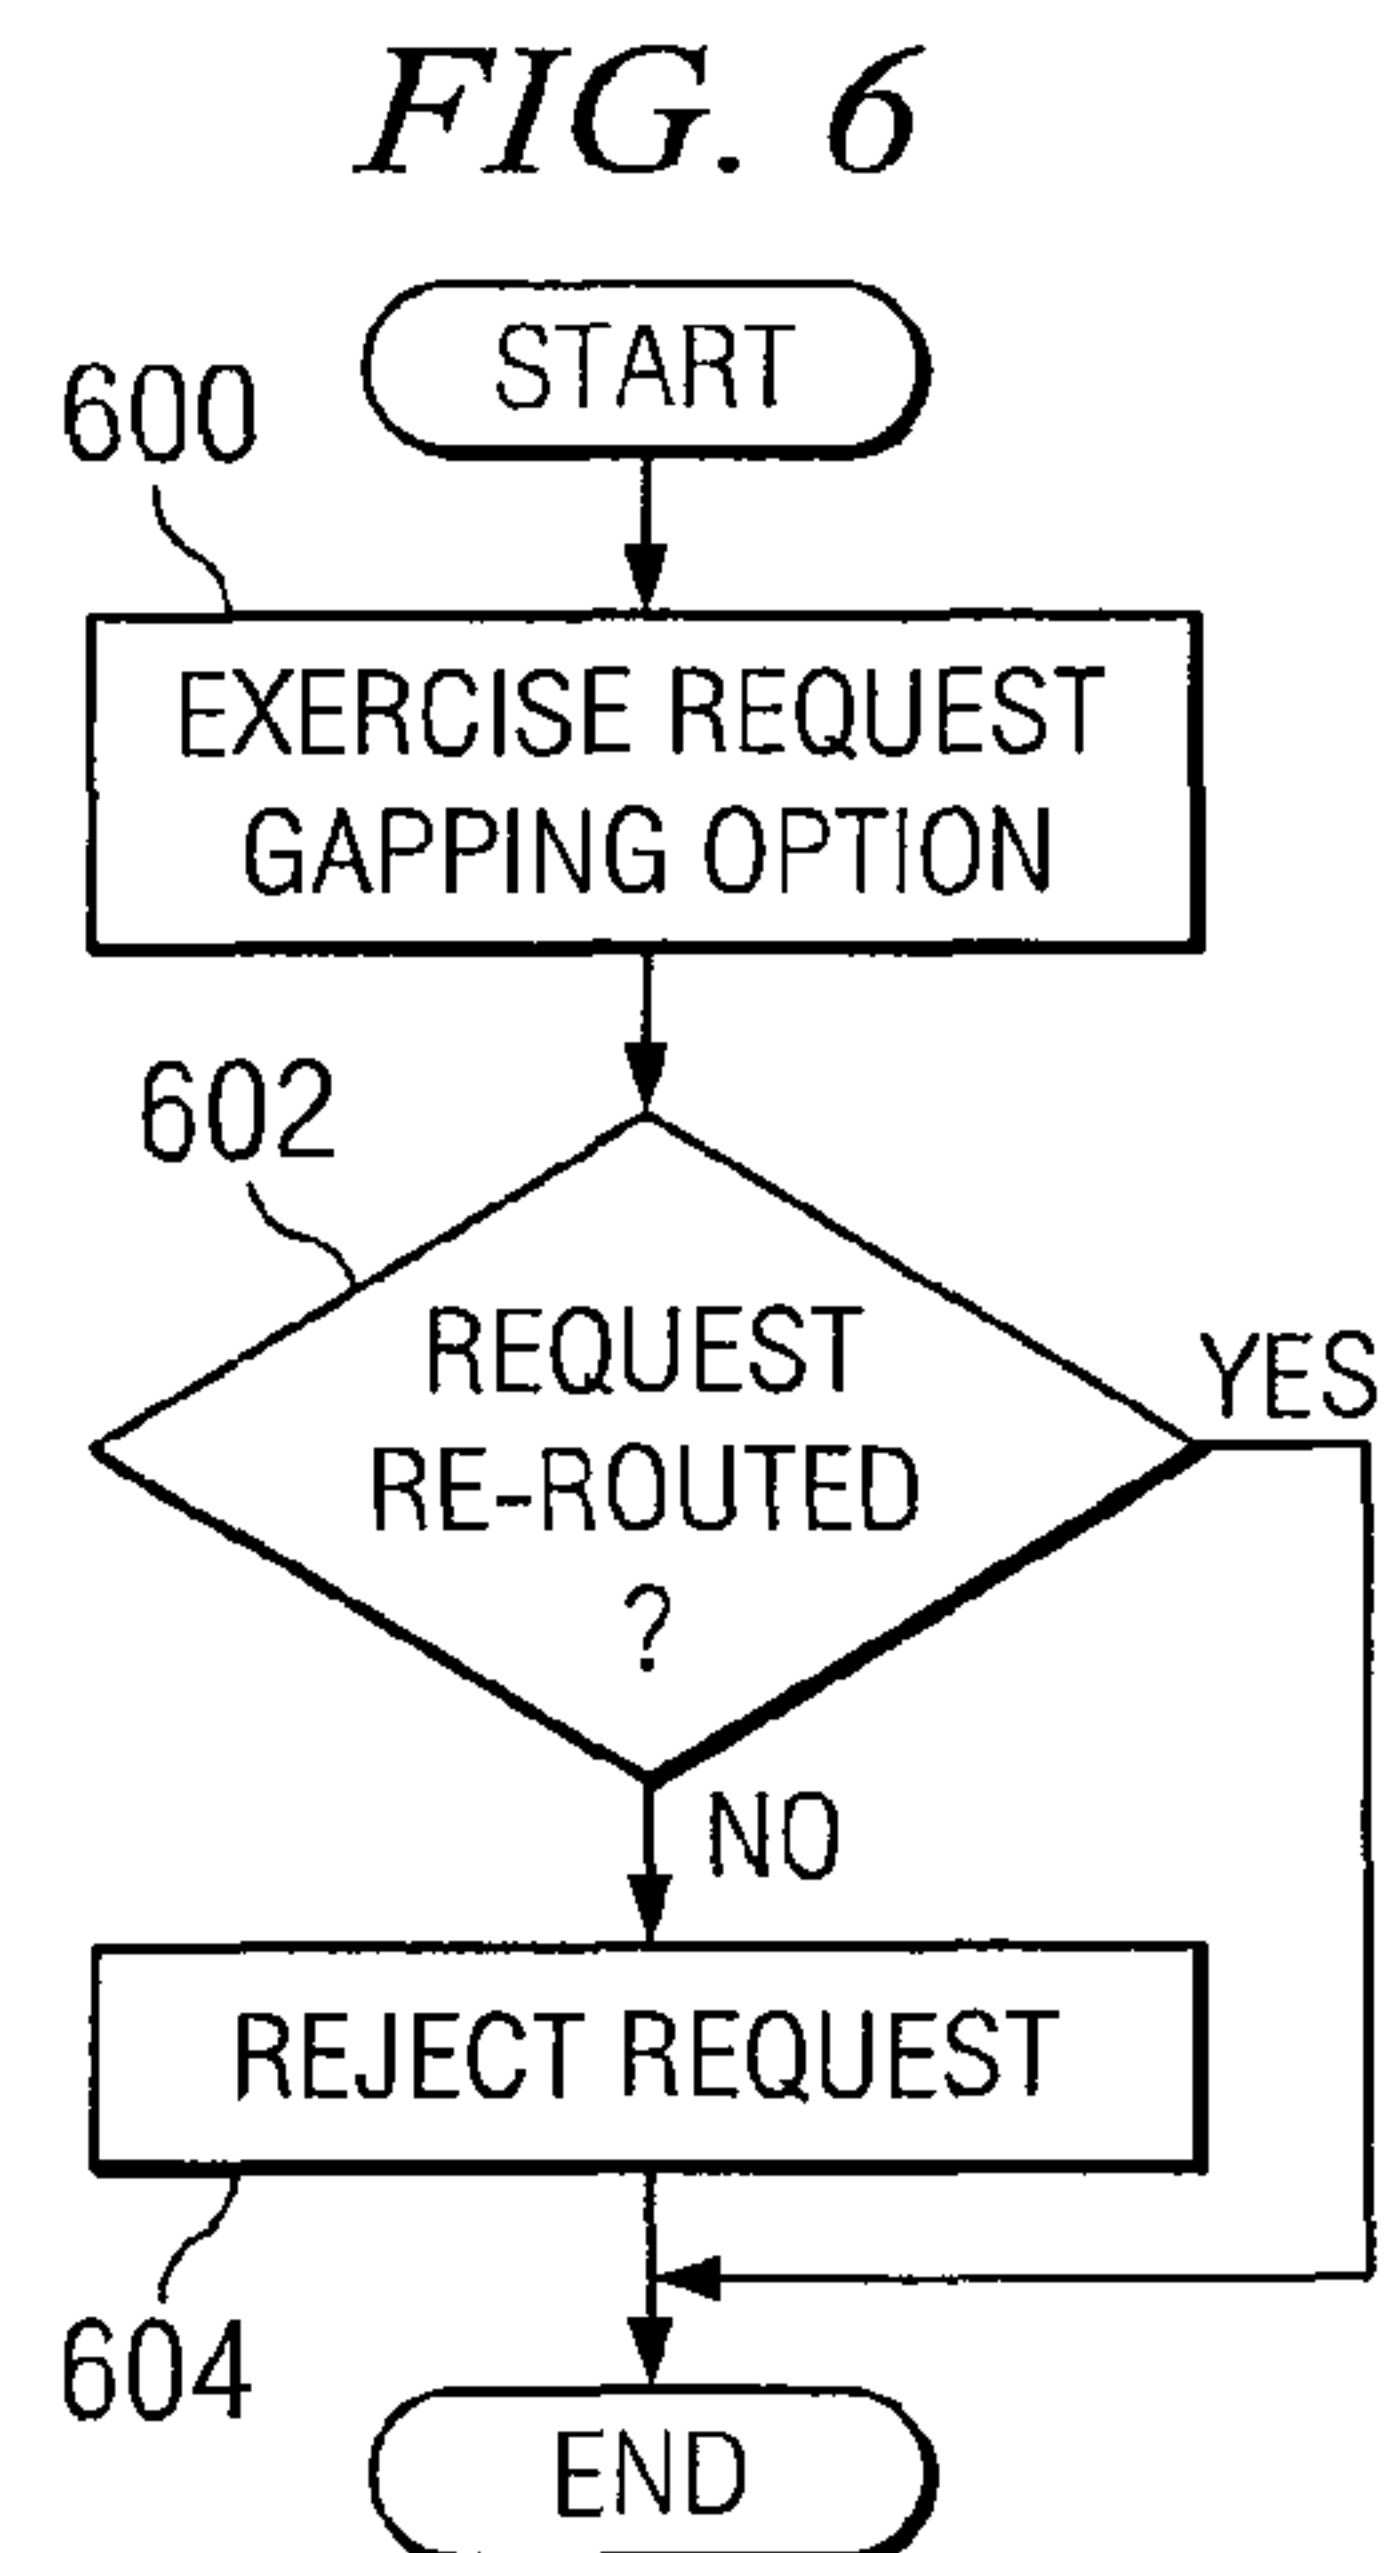 FIG. 6
START
600
EXERCISE REQUEST
GAPPING OPTION
602
REQUEST
RE-ROUTED
?
YES
NO
REJECT REQUEST
604
END